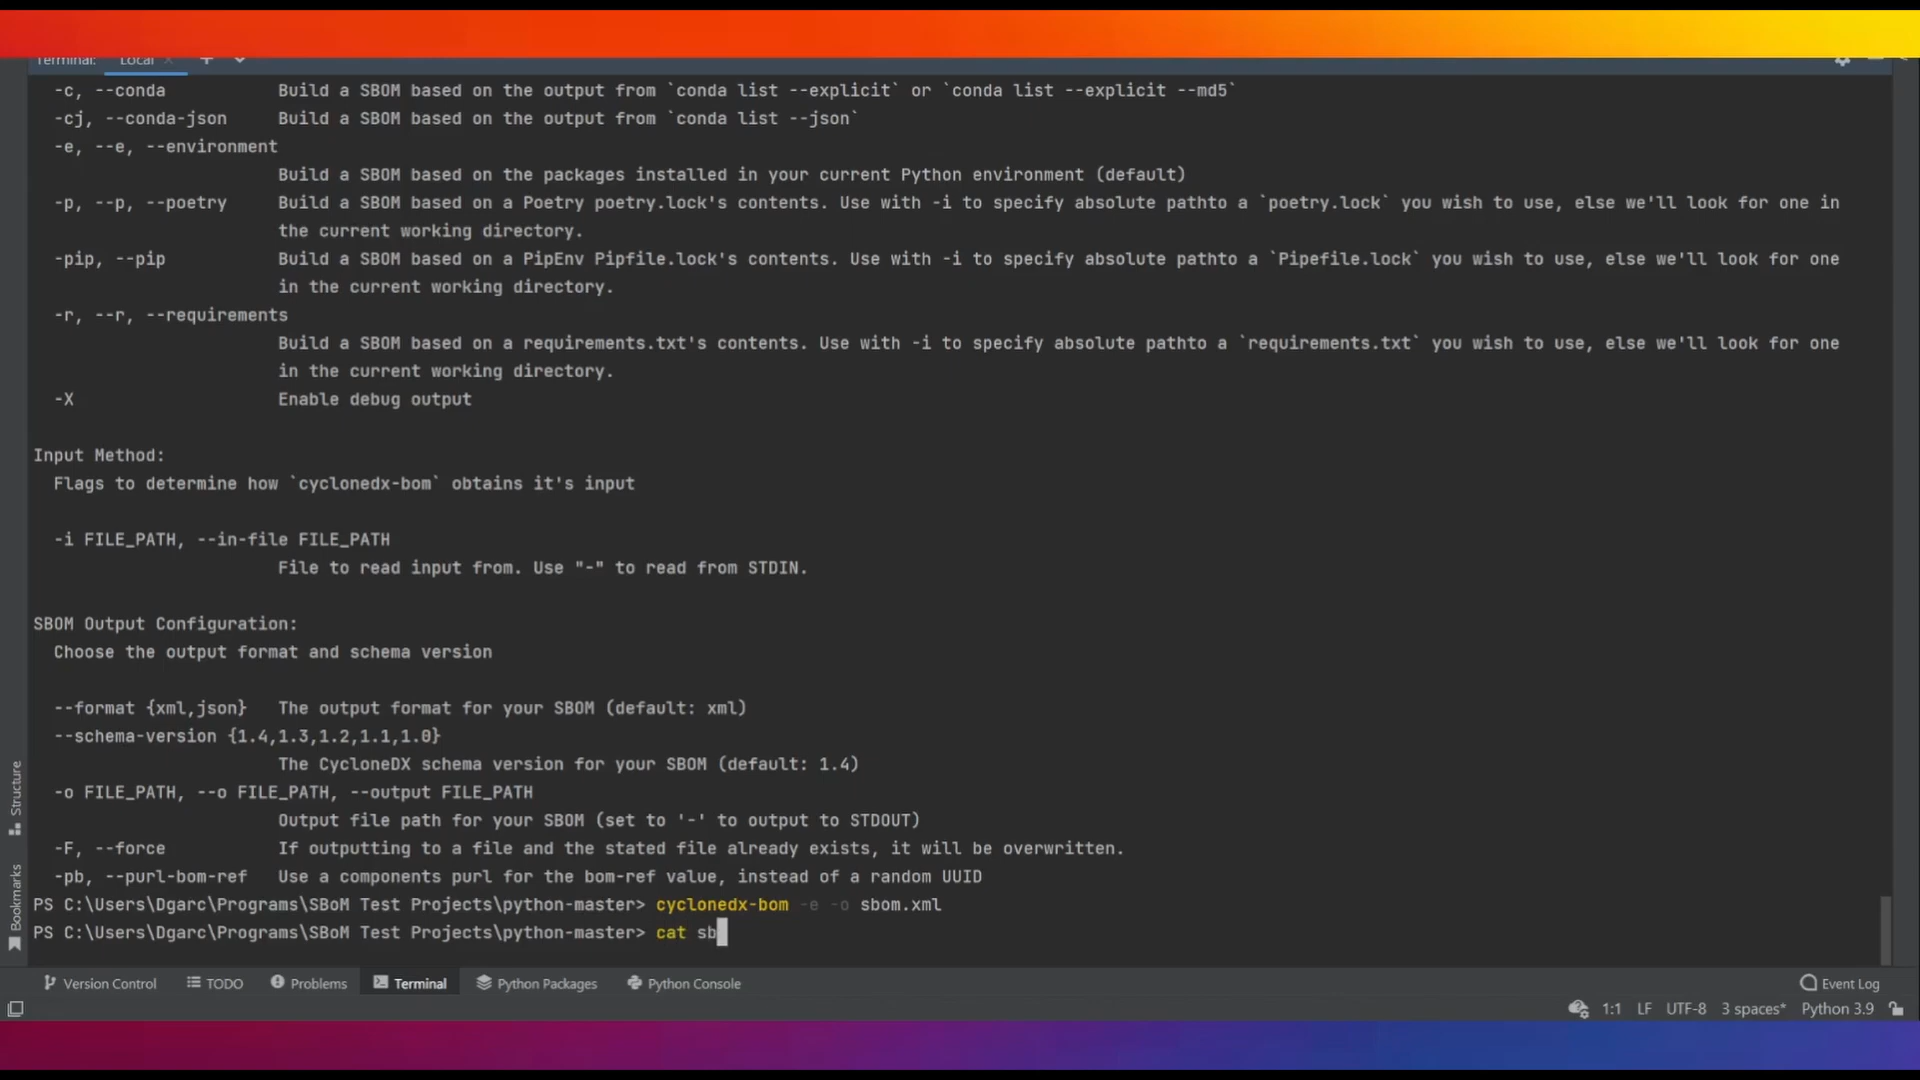 Terminal: Local × +
-c, --conda Build a SBOM based on the output from `conda list --explicit` or `conda list --explicit --md5`
-cj, --conda-json Build a SBOM based on the output from `conda list --json`
-e, --e, --environment
Build a SBOM based on the packages installed in your current Python environment (default)
-p, --p, --poetry Build a SBOM based on a Poetry poetry.lock's contents. Use with -i to specify absolute pathto a `poetry.lock` you wish to use, else we'll look for one in
the current working directory.
-pip, --pip Build a SBOM based on a PipEnv Pipfile.lock's contents. Use with -i to specify absolute pathto a `Pipefile.lock` you wish to use, else we'll look for one
in the current working directory.
-r, --r, --requirements
Build a SBOM based on a requirements.txt's contents. Use with -i to specify absolute pathto a `requirements.txt` you wish to use, else we'll look for one
in the current working directory.
-X Enable debug output
Input Method:
Flags to determine how `cyclonedx-bom` obtains it's input
-i FILE_PATH, --in-file FILE_PATH
File to read input from. Use "-" to read from STDIN.
SBOM Output Configuration:
Choose the output format and schema version
--format {xml,json} The output format for your SBOM (default: xml)
--schema-version {1.4,1.3,1.2,1.1,1.0}
The CycloneDX schema version for your SBOM (default: 1.4)
-o FILE_PATH, --o FILE_PATH, --output FILE_PATH
Output file path for your SBOM (set to '-' to output to STDOUT)
-F, --force If outputting to a file and the stated file already exists, it will be overwritten.
-pb, --purl-bom-ref Use a components purl for the bom-ref value, instead of a random UUID
PS C:\Users\Dgarc\Programs\SBoM Test Projects\python-master> cyclonedx-bom -e -o sbom.xml
PS C:\Users\Dgarc\Programs\SBoM Test Projects\python-master> cat sb
Structure
Bookmarks
Version Control TODO Problems Terminal Python Packages Python Console Event Log
1:1 LF UTF-8 3 spaces* Python 3.9